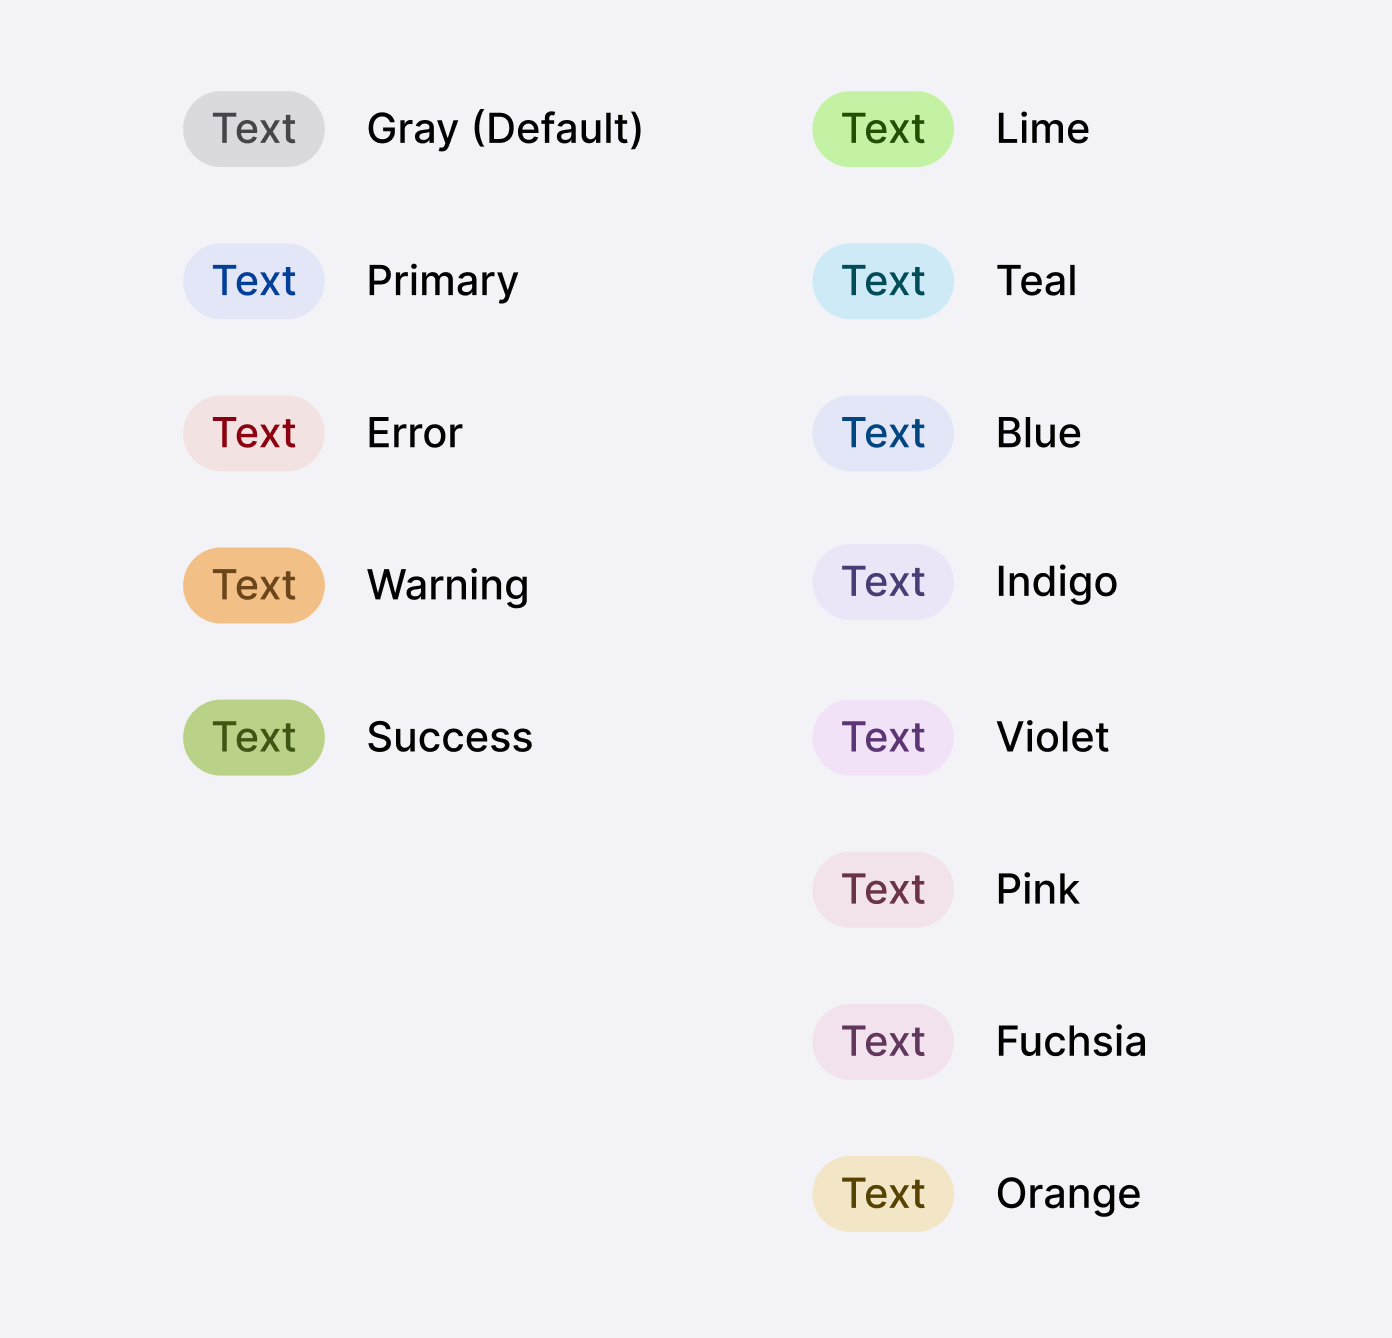 Text Gray (Default)
Text Primary
Text Error
Text Warning
Text Success
Text Lime
Text Teal
Text Blue
Text Indigo
Text Violet
Text Pink
Text Fuchsia
Text Orange